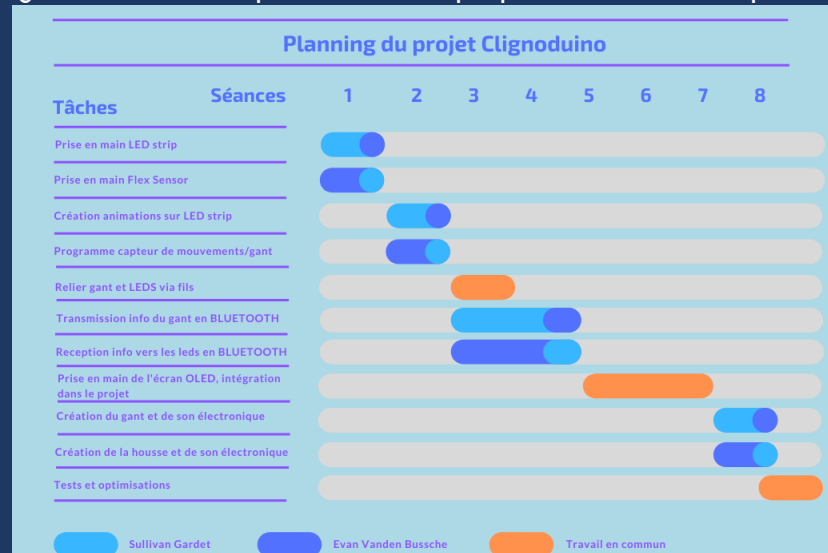 Planning du projet Clignoduino
Séances 1 2 3 4 5 6 7 8
Tâches
Prise en main LED strip
Prise en main Flex Sensor
Création animations sur LED strip
Programme capteur de mouvements/gant
Relier gant et LEDS via fils
Transmission info du gant en BLUETOOTH
Reception info vers les leds en BLUETOOTH
Prise en main de l'écran OLED, intégration
dans le projet
Création du gant et de son électronique
Création de la housse et de son électronique
Tests et optimisations
Sullivan Gardet Evan Vanden Bussche Travail en commun